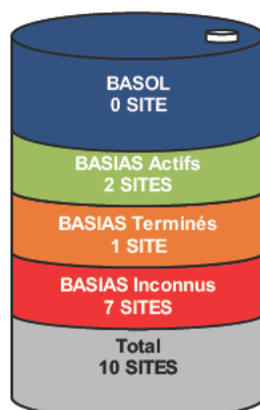 BASOL
0 SITE
BASIAS Actifs
2 SITES
BASIAS Terminés
1 SITE
BASIAS Inconnus
7 SITES
Total
10 SITES